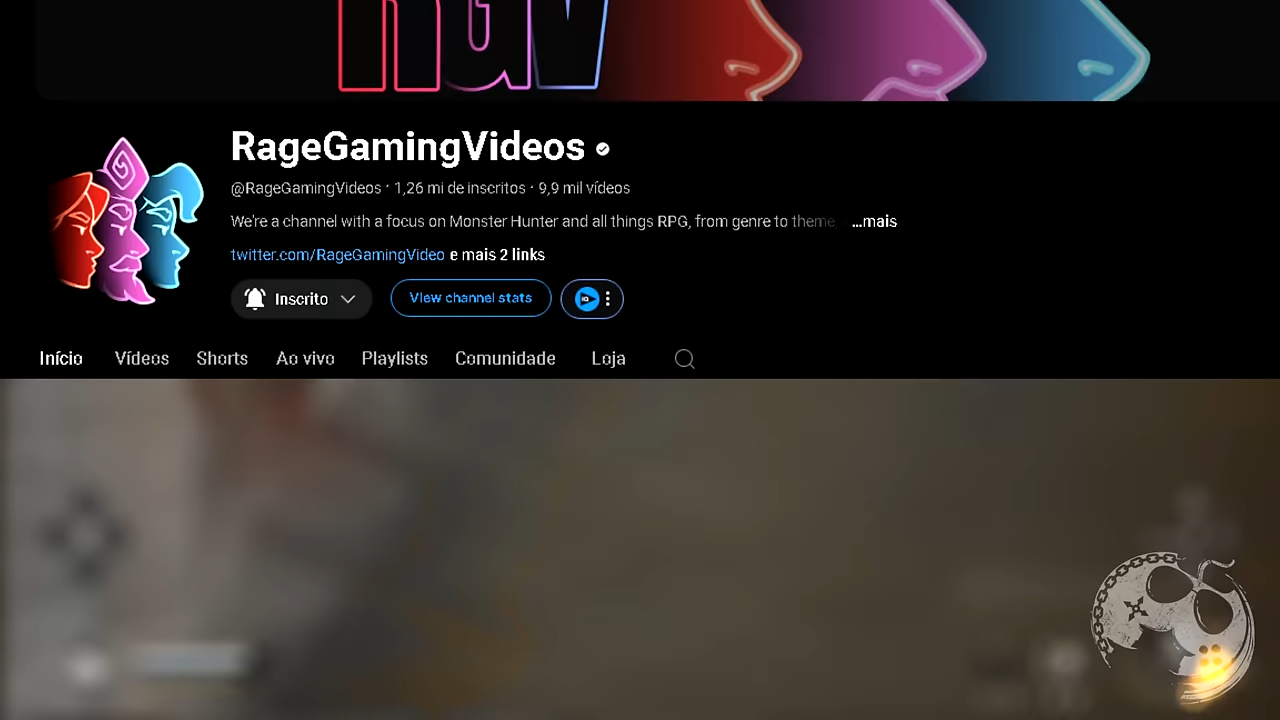 RGV
RageGamingVideos
@RageGamingVideos · 1,26 mi de inscritos · 9,9 mil vídeos
We're a channel with a focus on Monster Hunter and all things RPG, from genre to theme, ...mais
twitter.com/RageGamingVideo e mais 2 links
Inscrito
View channel stats
Início Vídeos Shorts Ao vivo Playlists Comunidade Loja